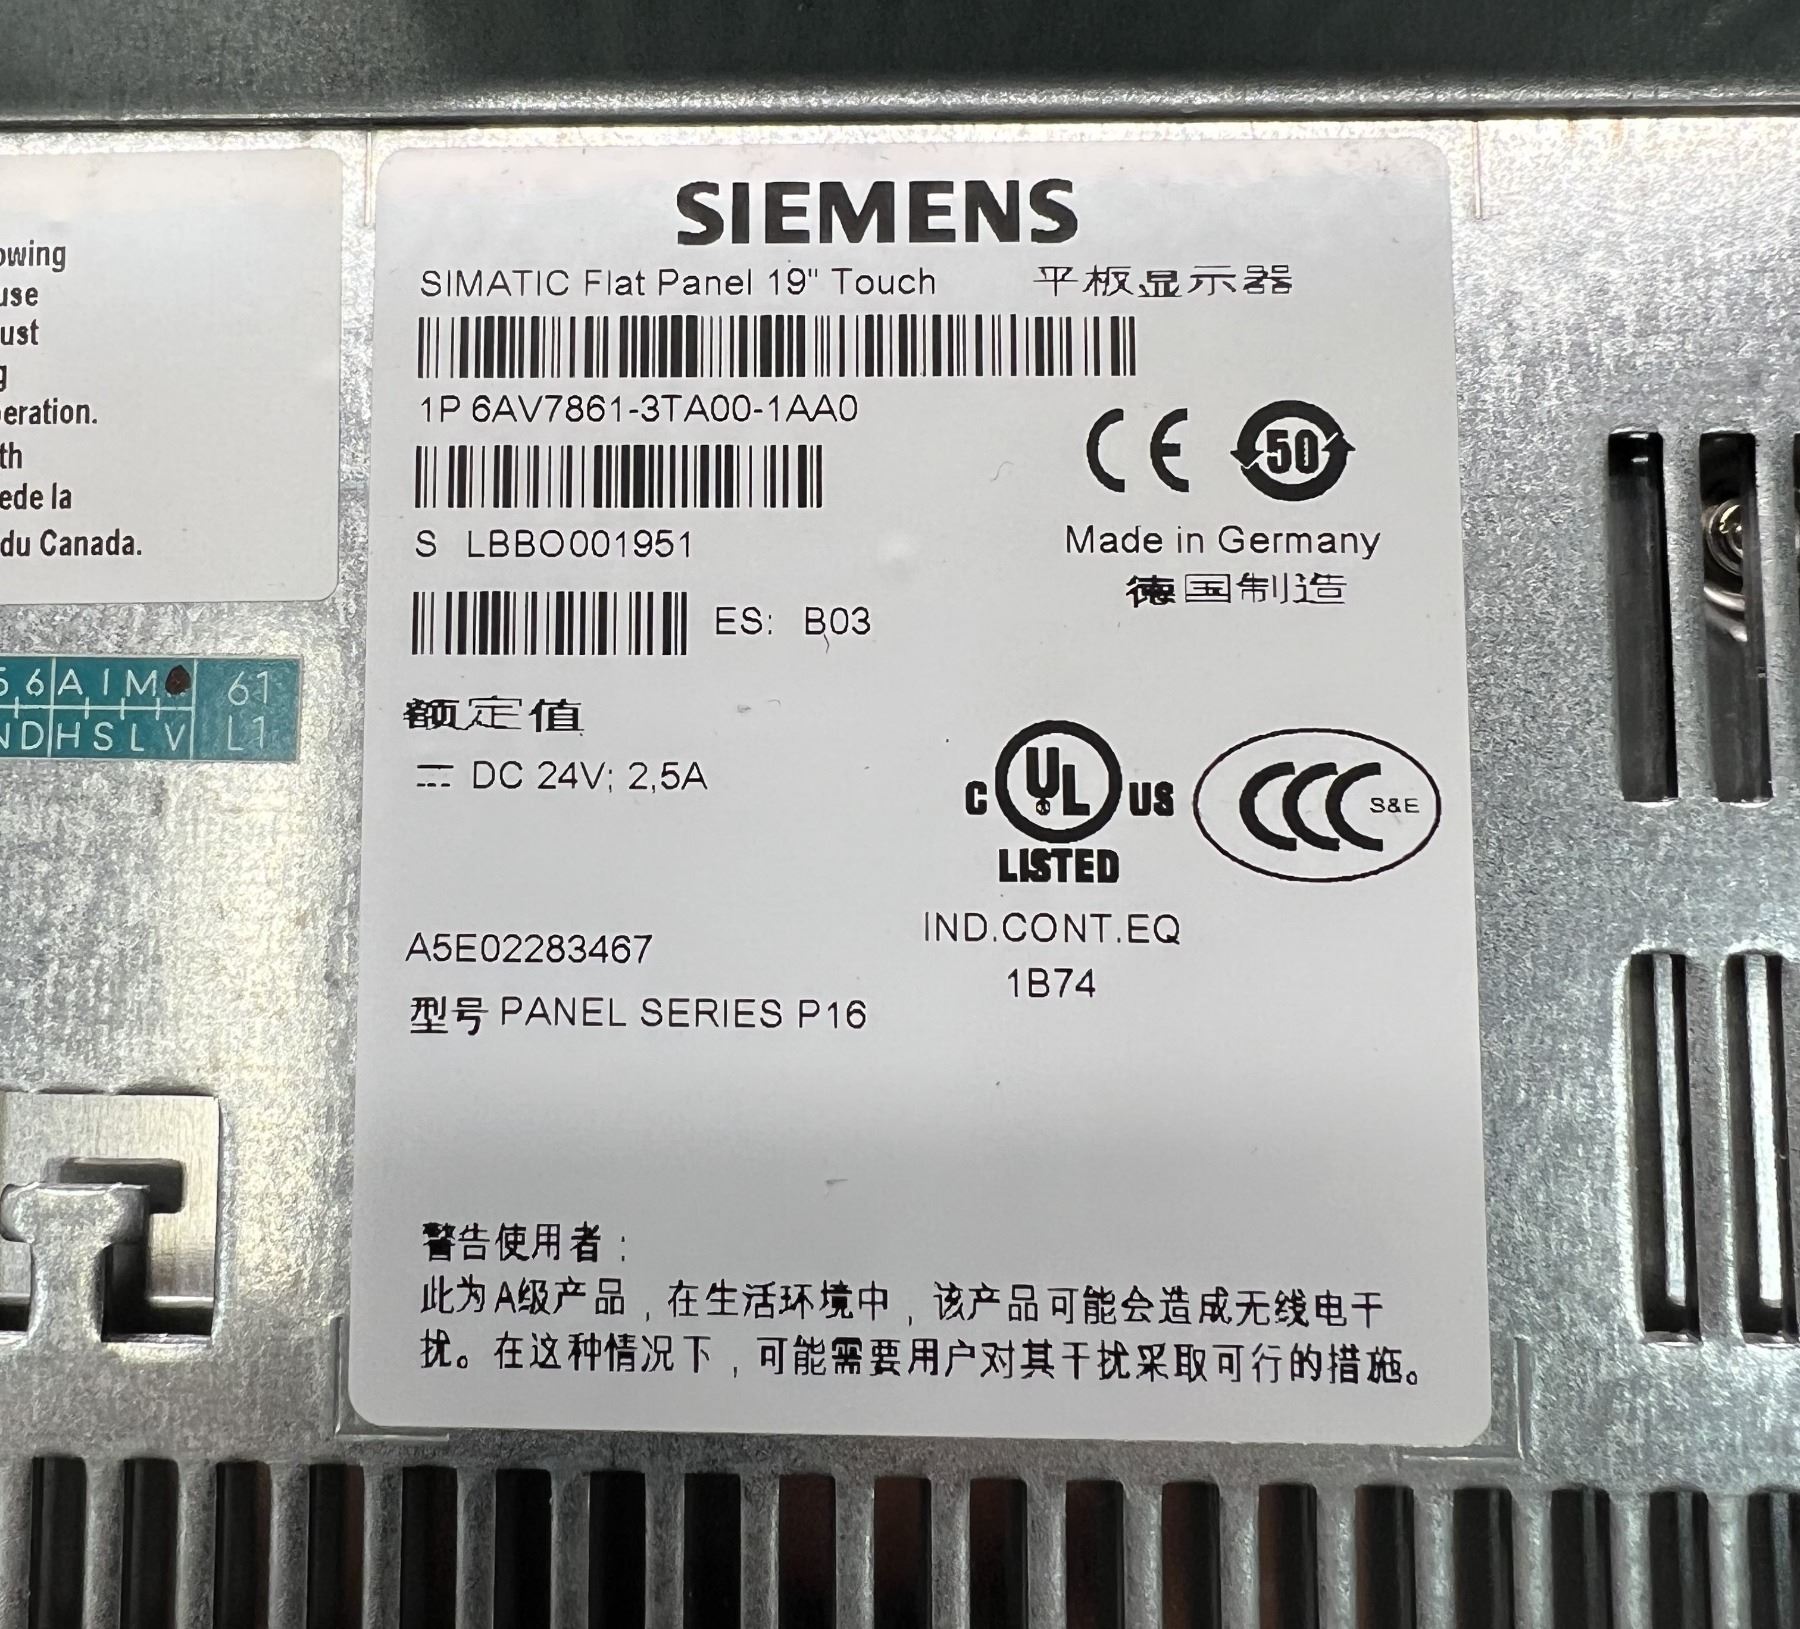 owing
use
ust
g
eration.
th
ede la
du Canada.
5 6 A I M 61
N D H S L V L1
SIEMENS
SIMATIC Flat Panel 19" Touch 平板显示器
1P 6AV7861-3TA00-1AA0
S LBBO001951
ES: B03
CE 50
Made in Germany
德国制造
额定值
DC 24V; 2,5A
C UL US
LISTED
CCC S&E
IND.CONT.EQ
1B74
A5E02283467
型号 PANEL SERIES P16
警告使用者:
此为A级产品,在生活环境中,该产品可能会造成无线电干
扰。在这种情况下,可能需要用户对其干扰采取可行的措施。